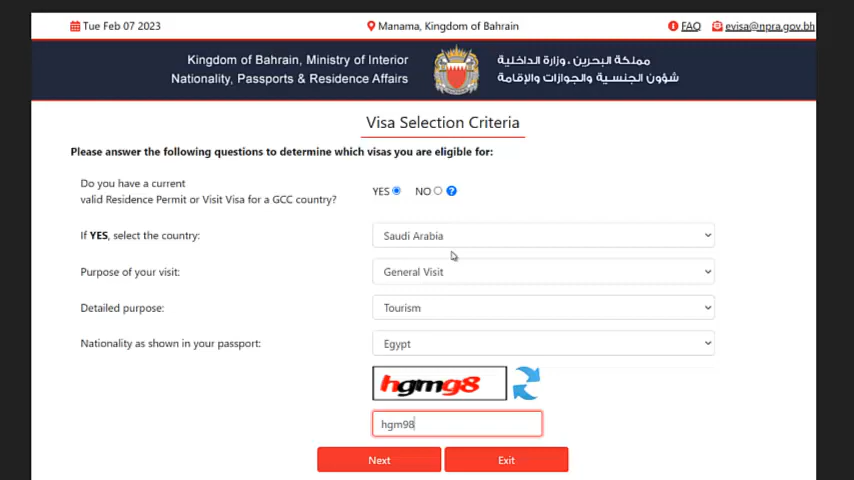 Tue Feb 07 2023
Manama, Kingdom of Bahrain
FAQ
evisa@npra.gov.bh
Kingdom of Bahrain, Ministry of Interior
Nationality, Passports & Residence Affairs
مملكة البحرين ، وزارة الداخلية
شؤون الجنسية والجوازات والإقامة
Visa Selection Criteria
Please answer the following questions to determine which visas you are eligible for:
Do you have a current
valid Residence Permit or Visit Visa for a GCC country?
YES NO ?
If YES, select the country:
Saudi Arabia
Purpose of your visit:
General Visit
Detailed purpose:
Tourism
Nationality as shown in your passport:
Egypt
hgmg8
hgm98
Next
Exit